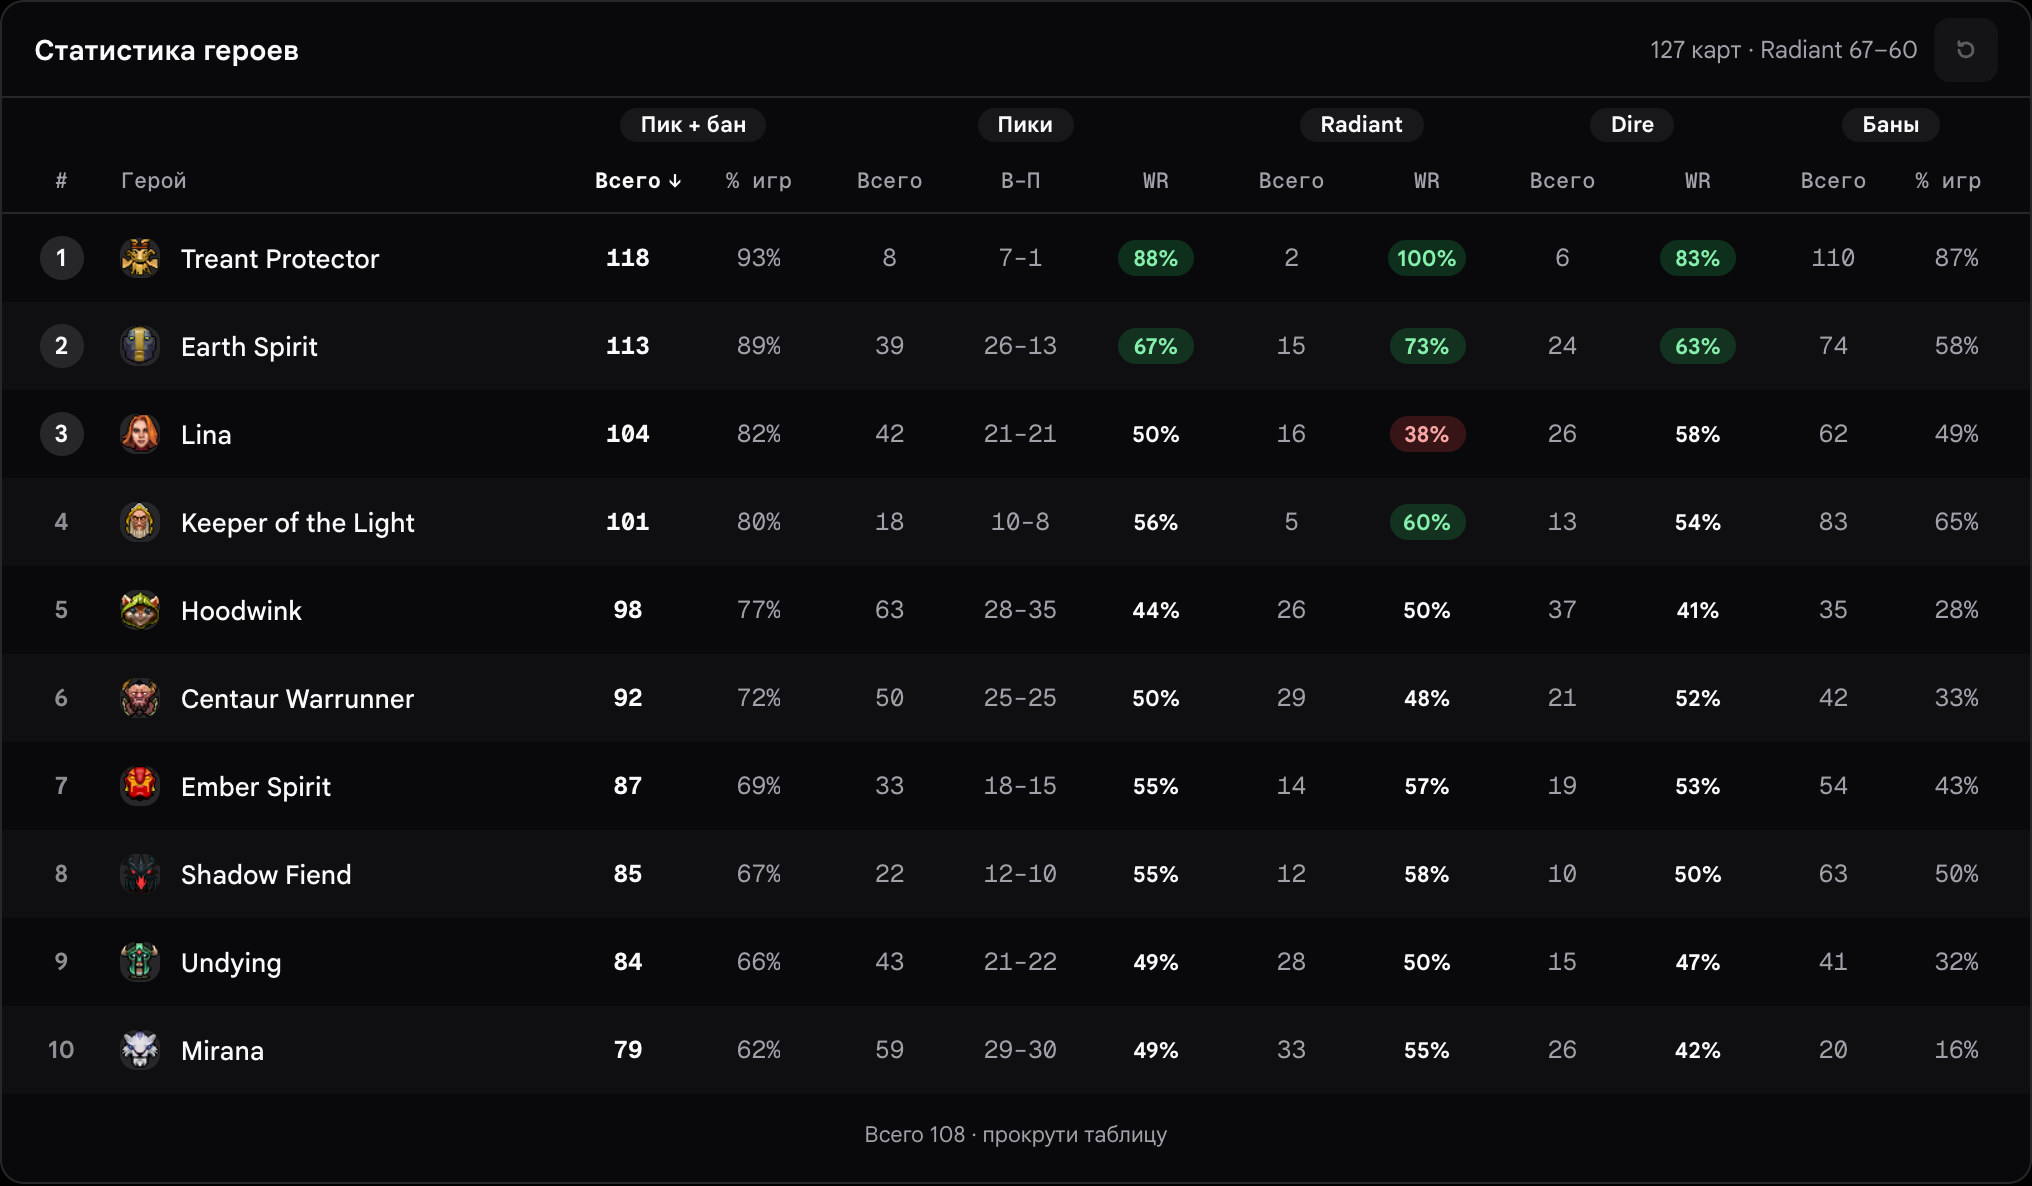 Статистика героев 127 карт · Radiant 67–60
Пик + бан Пики Radiant Dire Баны
# Герой Всего ↓ % игр Всего В-П WR Всего WR Всего WR Всего % игр
1 Treant Protector 118 93% 8 7–1 88% 2 100% 6 83% 110 87%
2 Earth Spirit 113 89% 39 26–13 67% 15 73% 24 63% 74 58%
3 Lina 104 82% 42 21–21 50% 16 38% 26 58% 62 49%
4 Keeper of the Light 101 80% 18 10–8 56% 5 60% 13 54% 83 65%
5 Hoodwink 98 77% 63 28–35 44% 26 50% 37 41% 35 28%
6 Centaur Warrunner 92 72% 50 25–25 50% 29 48% 21 52% 42 33%
7 Ember Spirit 87 69% 33 18–15 55% 14 57% 19 53% 54 43%
8 Shadow Fiend 85 67% 22 12–10 55% 12 58% 10 50% 63 50%
9 Undying 84 66% 43 21–22 49% 28 50% 15 47% 41 32%
10 Mirana 79 62% 59 29–30 49% 33 55% 26 42% 20 16%
Всего 108 · прокрути таблицу